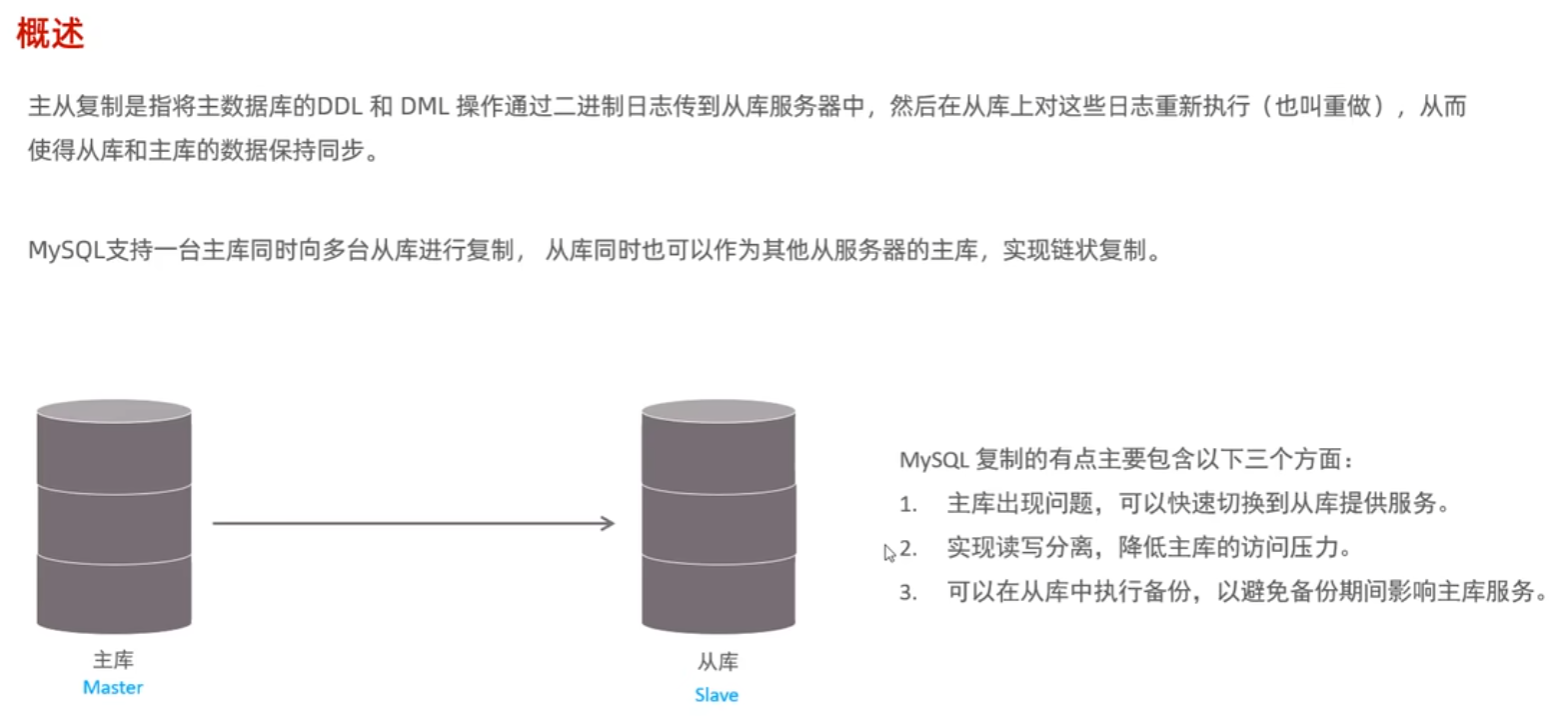 概述
主从复制是指将主数据库的DDL 和 DML 操作通过二进制日志传到从库服务器中，然后在从库上对这些日志重新执行（也叫重做），从而
使得从库和主库的数据保持同步。
MySQL支持一台主库同时向多台从库进行复制， 从库同时也可以作为其他从服务器的主库，实现链状复制。
MySQL 复制的有点主要包含以下三个方面：
1. 主库出现问题，可以快速切换到从库提供服务。
2. 实现读写分离，降低主库的访问压力。
3. 可以在从库中执行备份，以避免备份期间影响主库服务。
主库
Master
从库
Slave